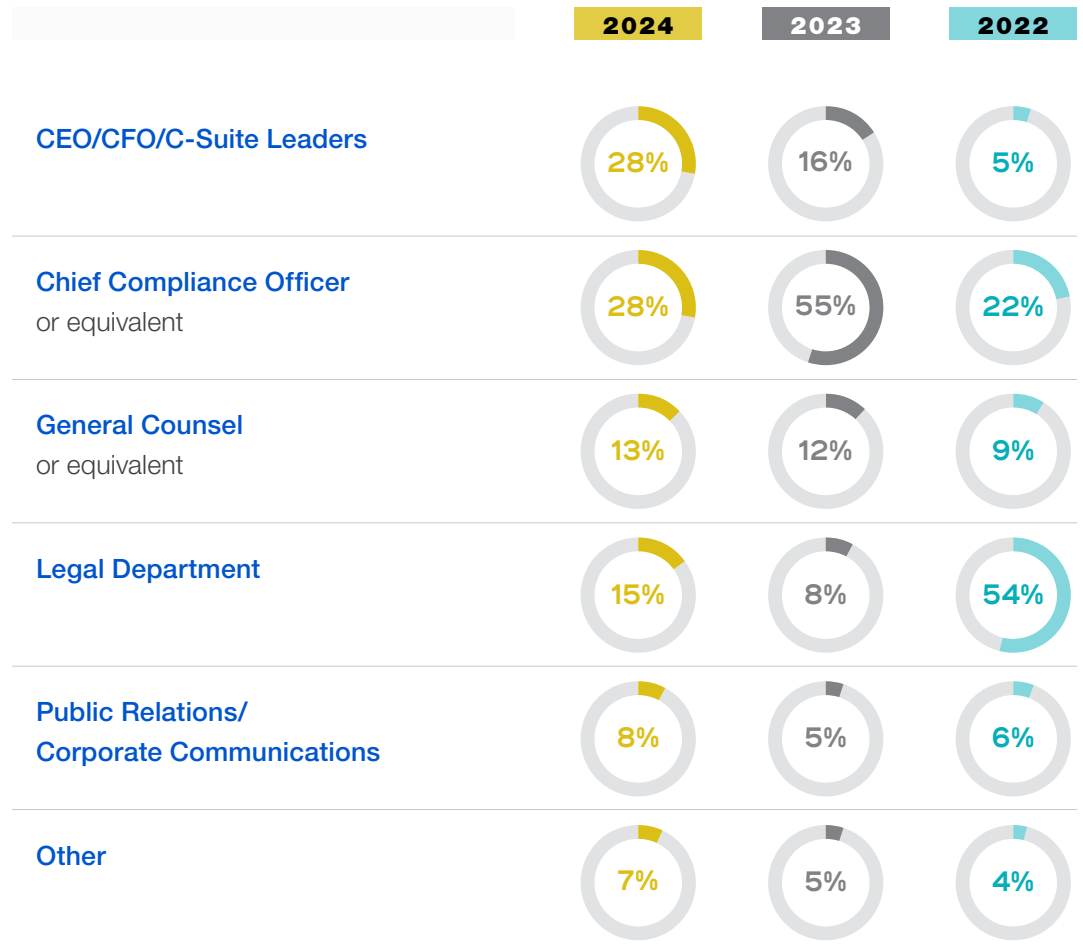 2024 2023 2022
CEO/CFO/C-Suite Leaders
28% 16% 5%
Chief Compliance Officer
or equivalent
28% 55% 22%
General Counsel
or equivalent
13% 12% 9%
Legal Department
15% 8% 54%
Public Relations/
Corporate Communications
8% 5% 6%
Other
7% 5% 4%